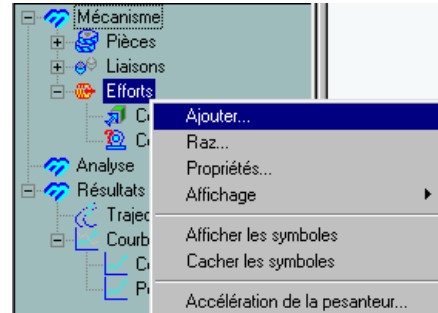 Mécanisme
Pièces
Liaisons
Efforts
Ajouter...
Raz...
Propriétés...
Affichage
Afficher les symboles
Cacher les symboles
Accélération de la pesanteur...
Analyse
Résultats